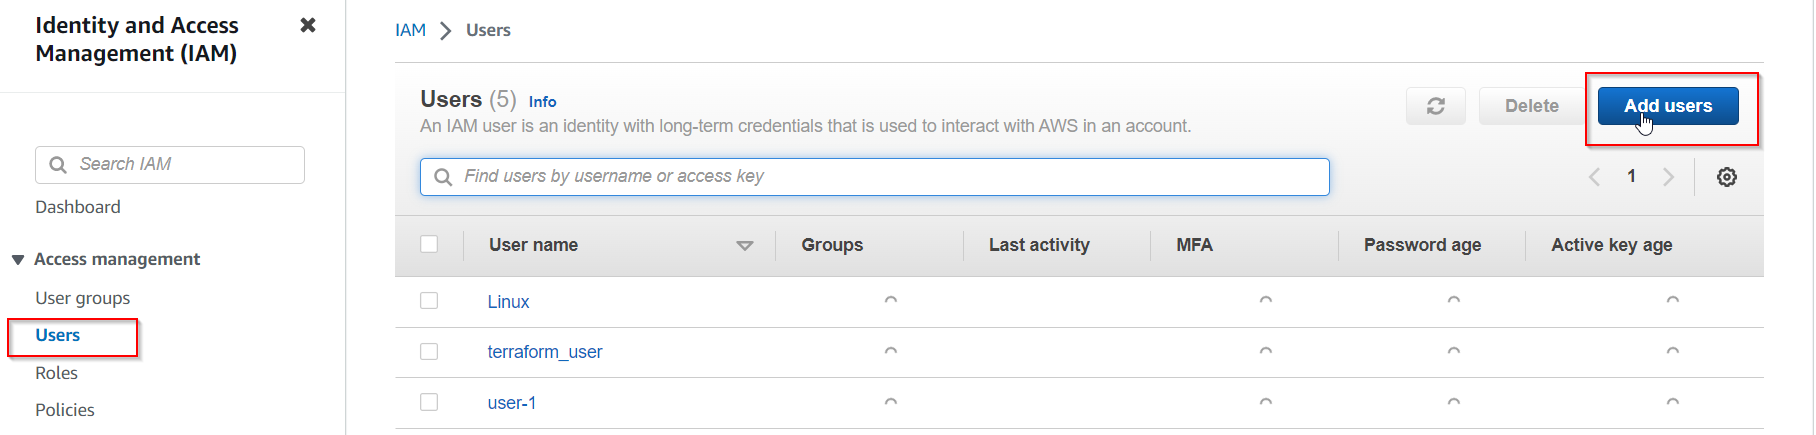 Identity and Access
Management (IAM)
Search IAM
Dashboard
Access management
User groups
Users
Roles
Policies
IAM > Users
Users (5) Info
An IAM user is an identity with long-term credentials that is used to interact with AWS in an account.
Delete
Add users
Find users by username or access key
1
User name Groups Last activity MFA Password age Active key age
Linux
terraform_user
user-1